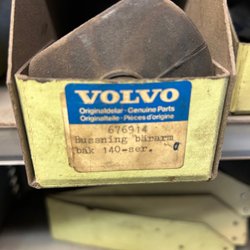 VOLVO
Originaldelar · Genuine Parts
Originalteile · Pièces d'origine
676914
Bussning bärarm
bak 140-ser.